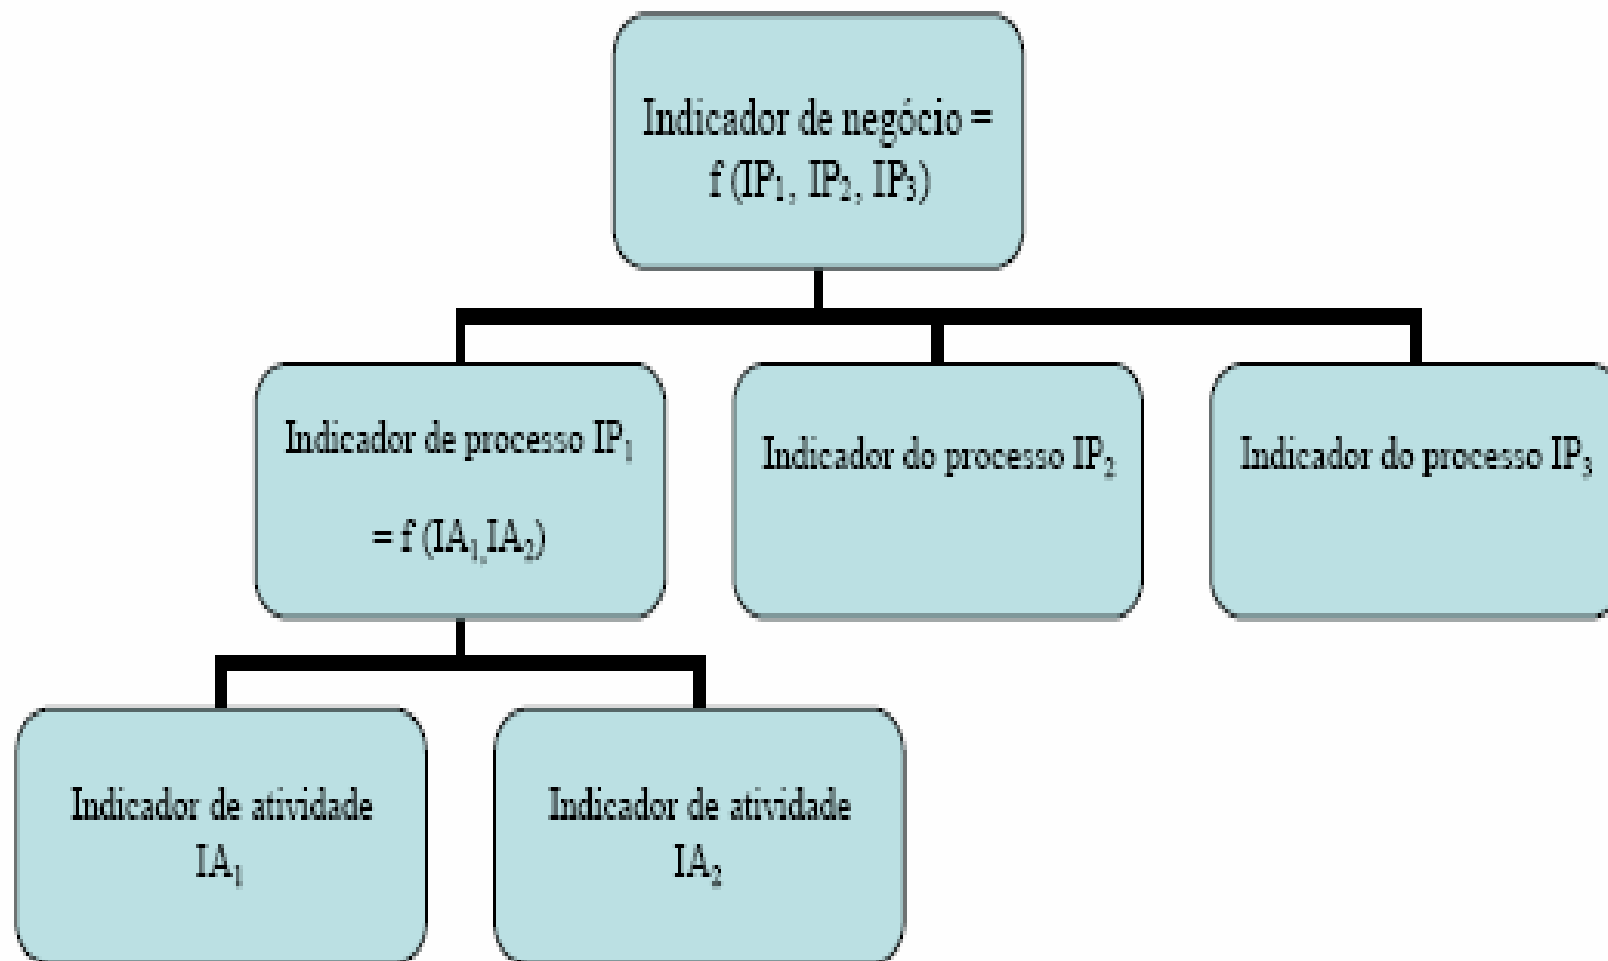 Indicador de negócio =
f (IP₁, IP₂, IP₃)
Indicador de processo IP₁
= f (IA₁,IA₂)
Indicador do processo IP₂
Indicador do processo IP₃
Indicador de atividade
IA₁
Indicador de atividade
IA₂